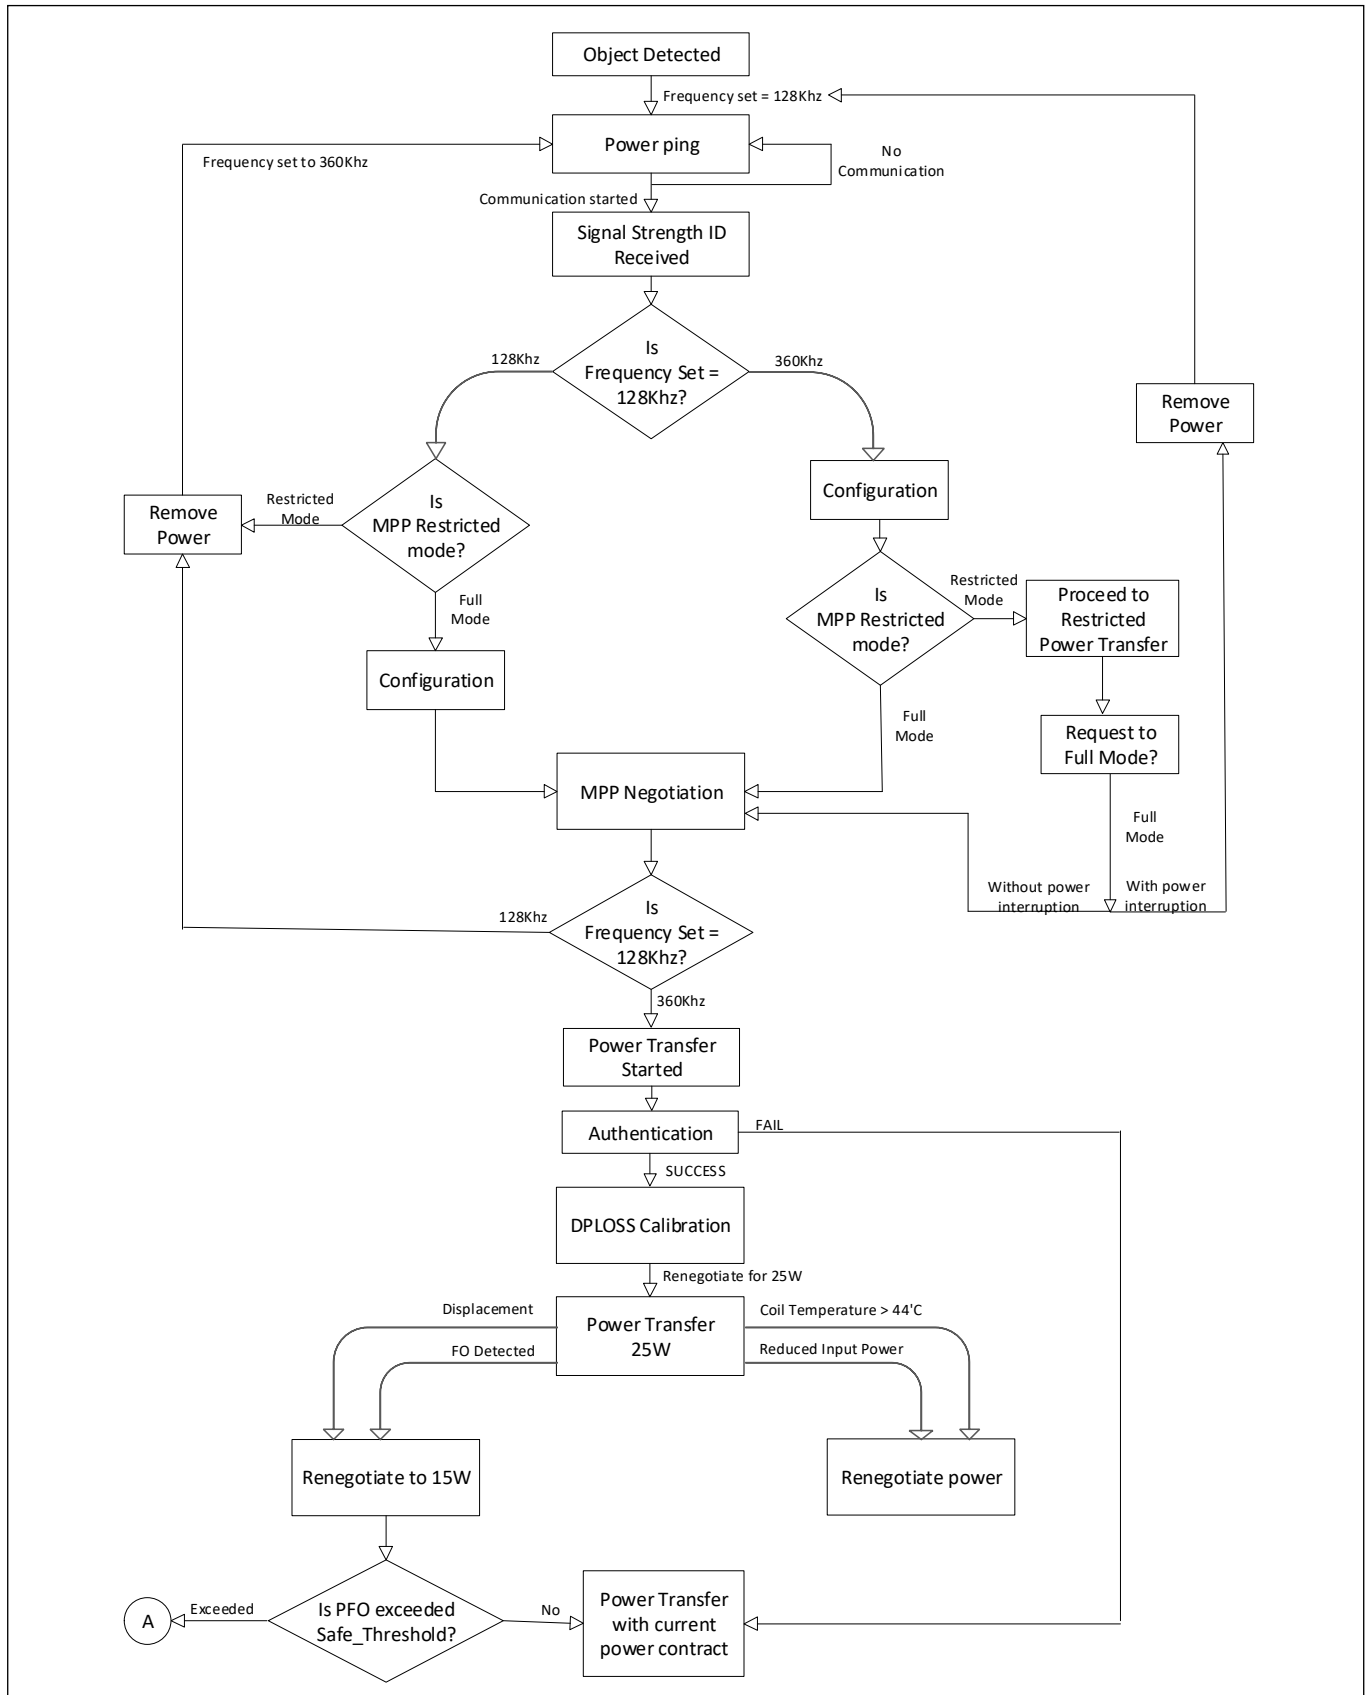 Object Detected
Frequency set = 128Khz
Power ping
No
Communication
Frequency set to 360Khz
Communication started
Signal Strength ID
Received
Is
Frequency Set =
128Khz?
128Khz
360Khz
Remove
Power
Configuration
Is
MPP Restricted
mode?
Restricted
Mode
Remove
Power
Full
Mode
Configuration
Is
MPP Restricted
mode?
Restricted
Mode
Proceed to
Restricted
Power Transfer
Full
Mode
Request to
Full Mode?
MPP Negotiation
Full
Mode
Without power
interruption
With power
interruption
Is
Frequency Set =
128Khz?
128Khz
360Khz
Power Transfer
Started
Authentication
FAIL
SUCCESS
DPLOSS Calibration
Renegotiate for 25W
Power Transfer
25W
Displacement
FO Detected
Coil Temperature > 44'C
Reduced Input Power
Renegotiate to 15W
Renegotiate power
Is PFO exceeded
Safe_Threshold?
Exceeded
A
No
Power Transfer
with current
power contract